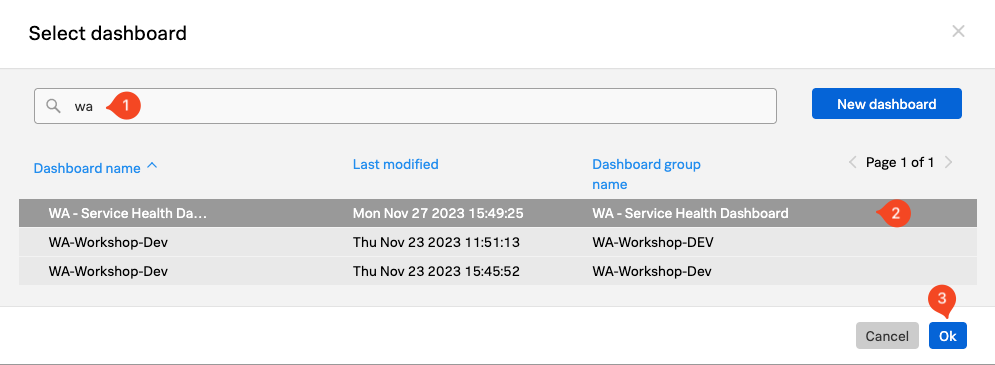 Select dashboard
wa
1
New dashboard
Dashboard name
Last modified
Dashboard group
name
Page 1 of 1
WA - Service Health Da...
Mon Nov 27 2023 15:49:25
WA - Service Health Dashboard
2
WA-Workshop-Dev
Thu Nov 23 2023 11:51:13
WA-Workshop-DEV
WA-Workshop-Dev
Thu Nov 23 2023 15:45:52
WA-Workshop-Dev
3
Cancel
Ok